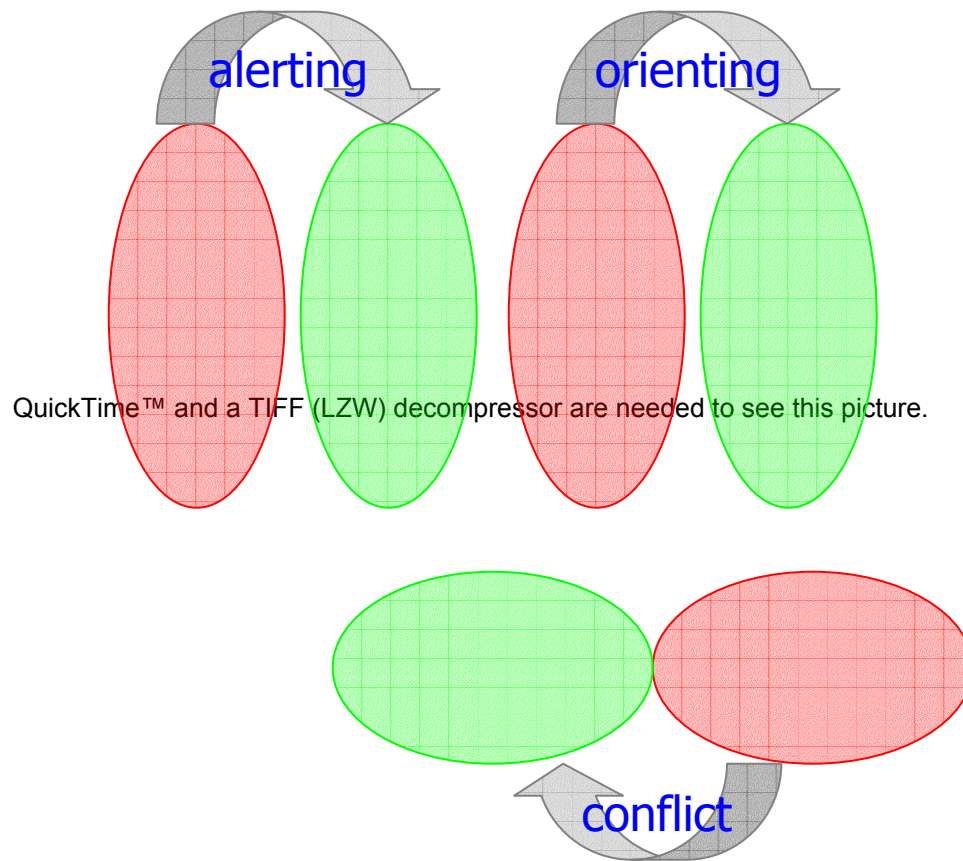 alerting
orienting
QuickTime™ and a TIFF (LZW) decompressor are needed to see this picture.
conflict